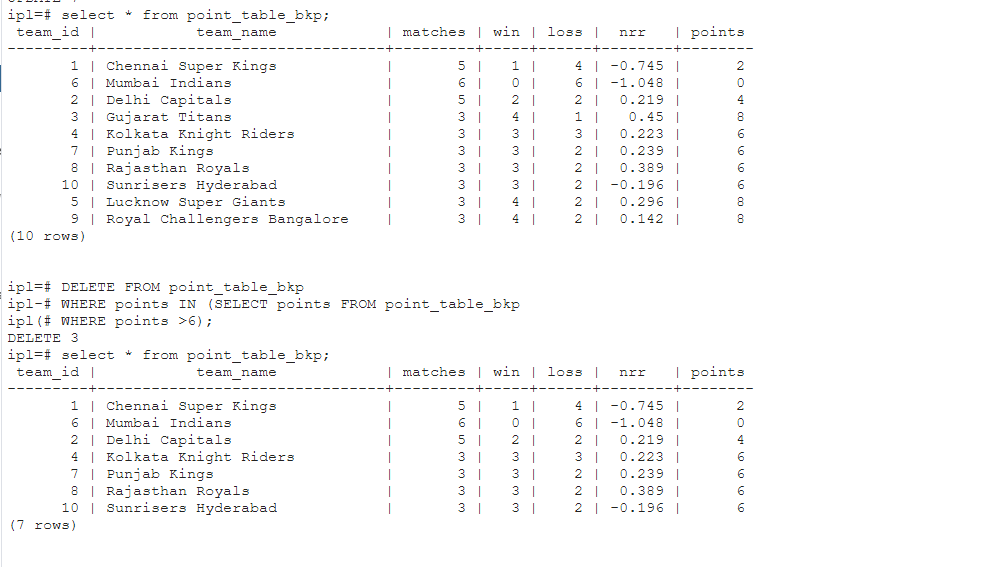 ipl=# select * from point_table_bkp;
 team_id |           team_name            | matches | win | loss |  nrr   | points
---------+--------------------------------+---------+-----+------+--------+--------
       1 | Chennai Super Kings            |       5 |   1 |    4 | -0.745 |      2
       6 | Mumbai Indians                 |       6 |   0 |    6 | -1.048 |      0
       2 | Delhi Capitals                 |       5 |   2 |    2 |  0.219 |      4
       3 | Gujarat Titans                 |       3 |   4 |    1 |   0.45 |      8
       4 | Kolkata Knight Riders          |       3 |   3 |    3 |  0.223 |      6
       7 | Punjab Kings                   |       3 |   3 |    2 |  0.239 |      6
       8 | Rajasthan Royals               |       3 |   3 |    2 |  0.389 |      6
      10 | Sunrisers Hyderabad            |       3 |   3 |    2 | -0.196 |      6
       5 | Lucknow Super Giants           |       3 |   4 |    2 |  0.296 |      8
       9 | Royal Challengers Bangalore    |       3 |   4 |    2 |  0.142 |      8
(10 rows)
ipl=# DELETE FROM point_table_bkp
ipl-# WHERE points IN (SELECT points FROM point_table_bkp
ipl(# WHERE points >6);
DELETE 3
ipl=# select * from point_table_bkp;
 team_id |           team_name            | matches | win | loss |  nrr   | points
---------+--------------------------------+---------+-----+------+--------+--------
       1 | Chennai Super Kings            |       5 |   1 |    4 | -0.745 |      2
       6 | Mumbai Indians                 |       6 |   0 |    6 | -1.048 |      0
       2 | Delhi Capitals                 |       5 |   2 |    2 |  0.219 |      4
       4 | Kolkata Knight Riders          |       3 |   3 |    3 |  0.223 |      6
       7 | Punjab Kings                   |       3 |   3 |    2 |  0.239 |      6
       8 | Rajasthan Royals               |       3 |   3 |    2 |  0.389 |      6
      10 | Sunrisers Hyderabad            |       3 |   3 |    2 | -0.196 |      6
(7 rows)